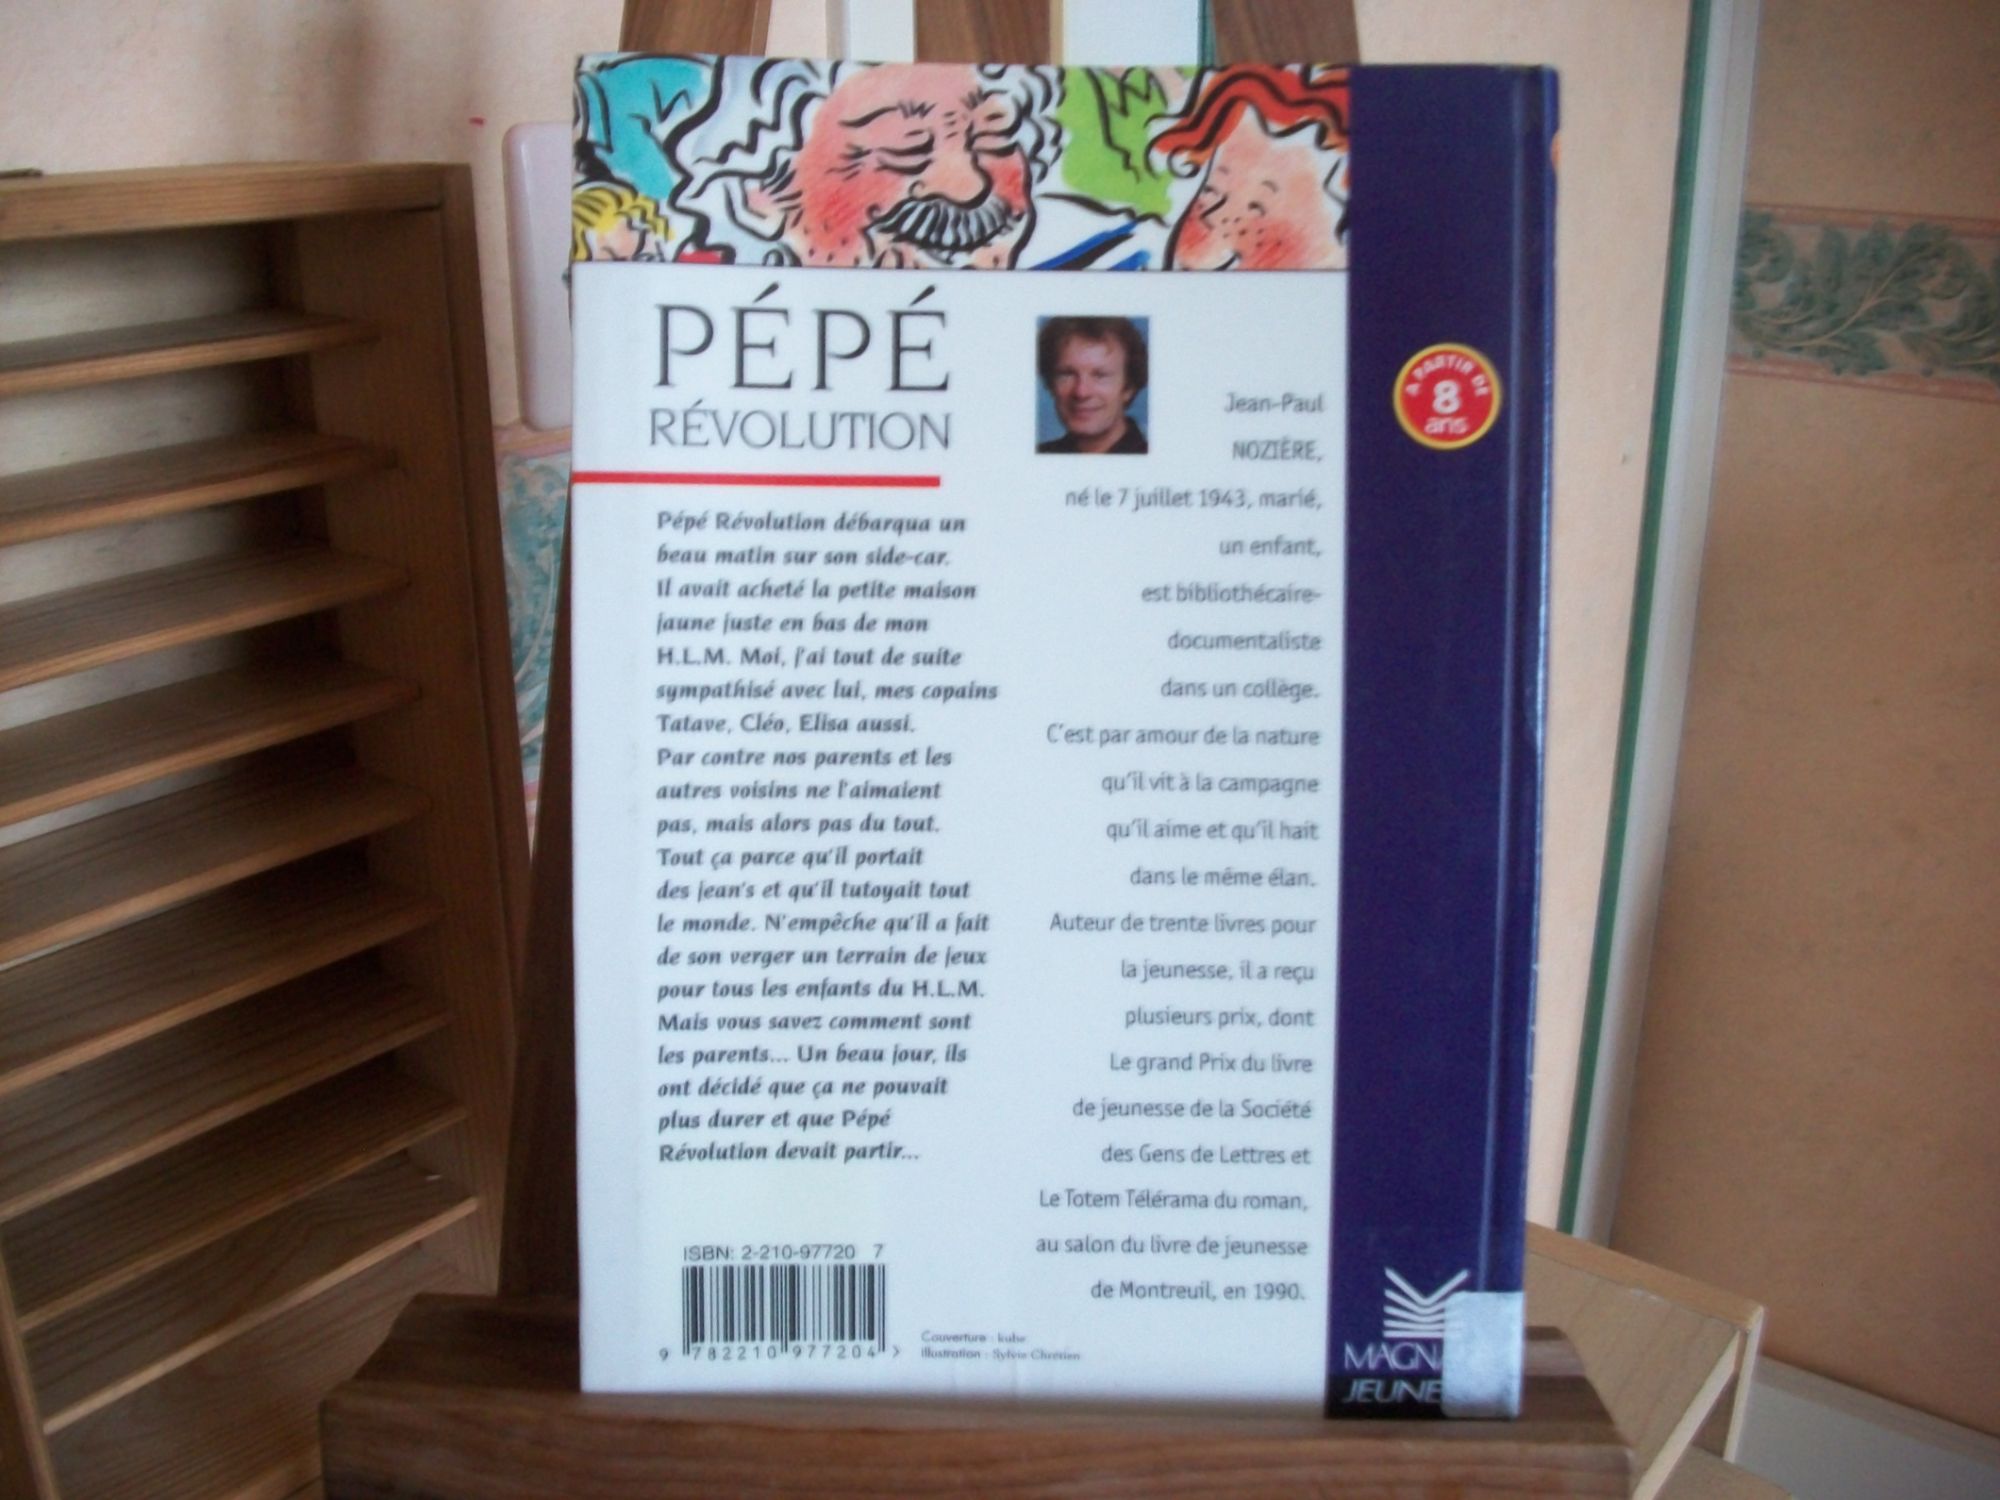 PÉPÉ
RÉVOLUTION
Pépé Révolution débarqua un
beau matin sur son side-car.
Il avait acheté la petite maison
jaune juste en bas de mon
H.L.M. Moi, j'ai tout de suite
sympathisé avec lui, mes copains
Tatave, Cléo, Elisa aussi.
Par contre nos parents et les
autres voisins ne l'aimaient
pas, mais alors pas du tout.
Tout ça parce qu'il portait
des jean's et qu'il tutoyait tout
le monde. N'empêche qu'il a fait
de son verger un terrain de jeux
pour tous les enfants du H.L.M.
Mais vous savez comment sont
les parents... Un beau jour, ils
ont décidé que ça ne pouvait
plus durer et que Pépé
Révolution devait partir...
ISBN: 2-210-97720 7
9 782210 977204 >
Couverture : kube
illustration : Sylvie Chrétien
Jean-Paul
NOZIÈRE,
né le 7 juillet 1943, marié,
un enfant,
est bibliothécaire-
documentaliste
dans un collège.
C'est par amour de la nature
qu'il vit à la campagne
qu'il aime et qu'il hait
dans le même élan.
Auteur de trente livres pour
la jeunesse, il a reçu
plusieurs prix, dont
Le grand Prix du livre
de jeunesse de la Société
des Gens de Lettres et
Le Totem Télérama du roman,
au salon du livre de jeunesse
de Montreuil, en 1990.
A PARTIR DE
8
ans
MAGN
JEUNE